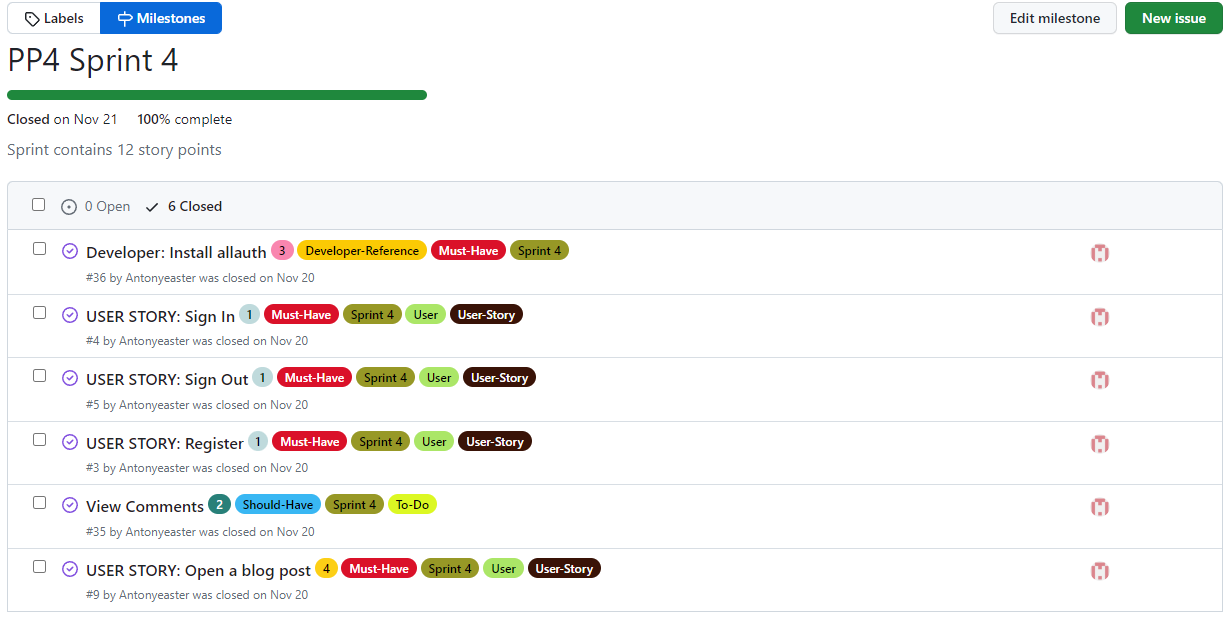 Labels Milestones Edit milestone New issue
PP4 Sprint 4
Closed on Nov 21 100% complete
Sprint contains 12 story points
0 Open 6 Closed
Developer: Install allauth 3 Developer-Reference Must-Have Sprint 4
#36 by Antonyeaster was closed on Nov 20
USER STORY: Sign In 1 Must-Have Sprint 4 User User-Story
#4 by Antonyeaster was closed on Nov 20
USER STORY: Sign Out 1 Must-Have Sprint 4 User User-Story
#5 by Antonyeaster was closed on Nov 20
USER STORY: Register 1 Must-Have Sprint 4 User User-Story
#3 by Antonyeaster was closed on Nov 20
View Comments 2 Should-Have Sprint 4 To-Do
#35 by Antonyeaster was closed on Nov 20
USER STORY: Open a blog post 4 Must-Have Sprint 4 User User-Story
#9 by Antonyeaster was closed on Nov 20